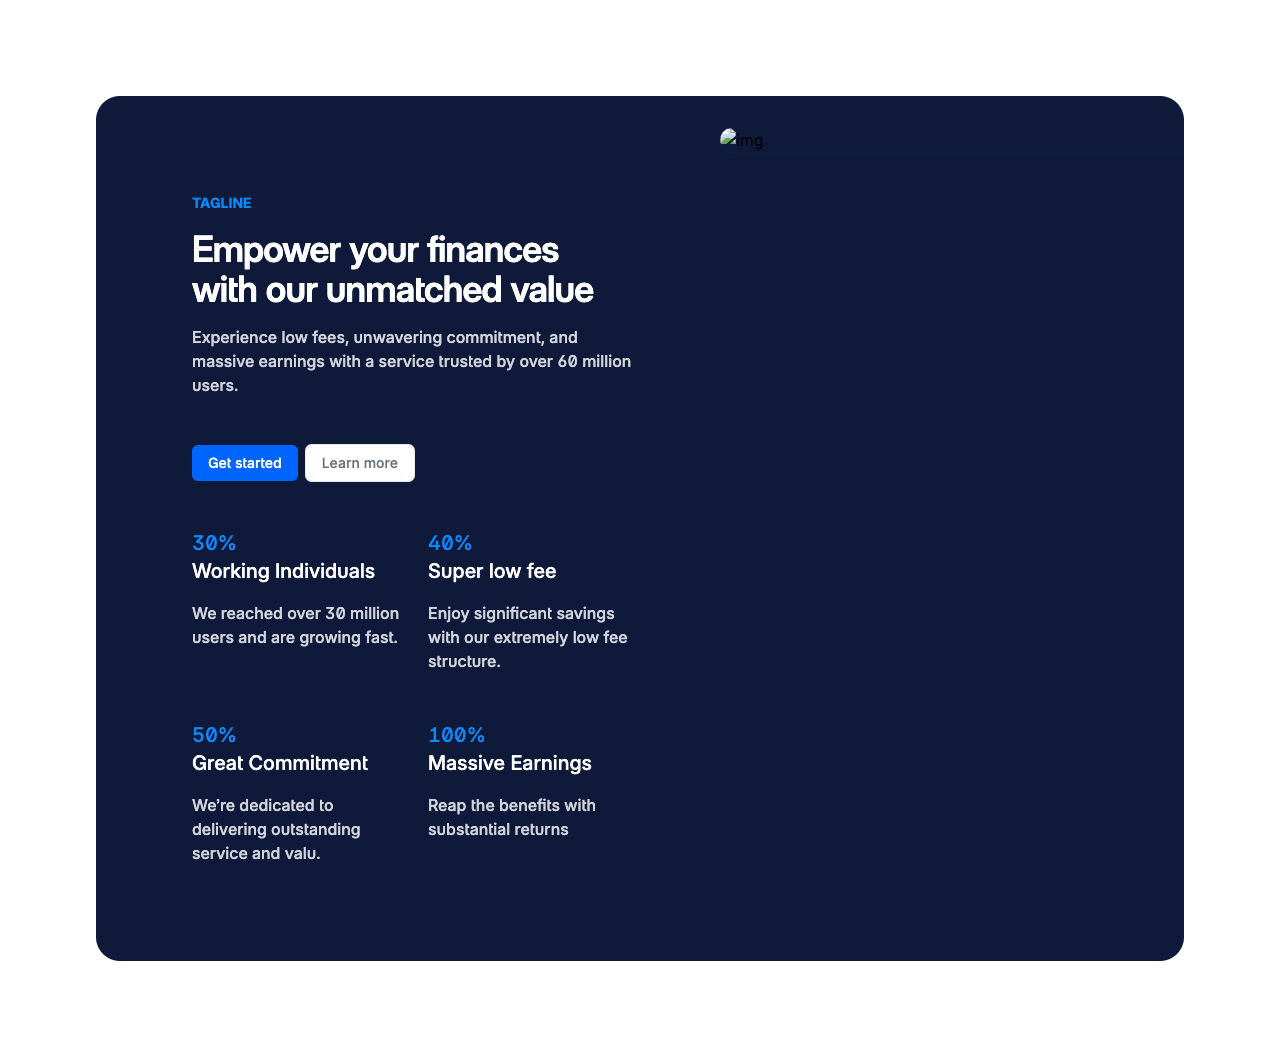 img
TAGLINE
Empower your finances
with our unmatched value
Experience low fees, unwavering commitment, and
massive earnings with a service trusted by over 60 million
users.
Get started
Learn more
30%
Working Individuals
We reached over 30 million
users and are growing fast.
40%
Super low fee
Enjoy significant savings
with our extremely low fee
structure.
50%
Great Commitment
We’re dedicated to
delivering outstanding
service and valu.
100%
Massive Earnings
Reap the benefits with
substantial returns